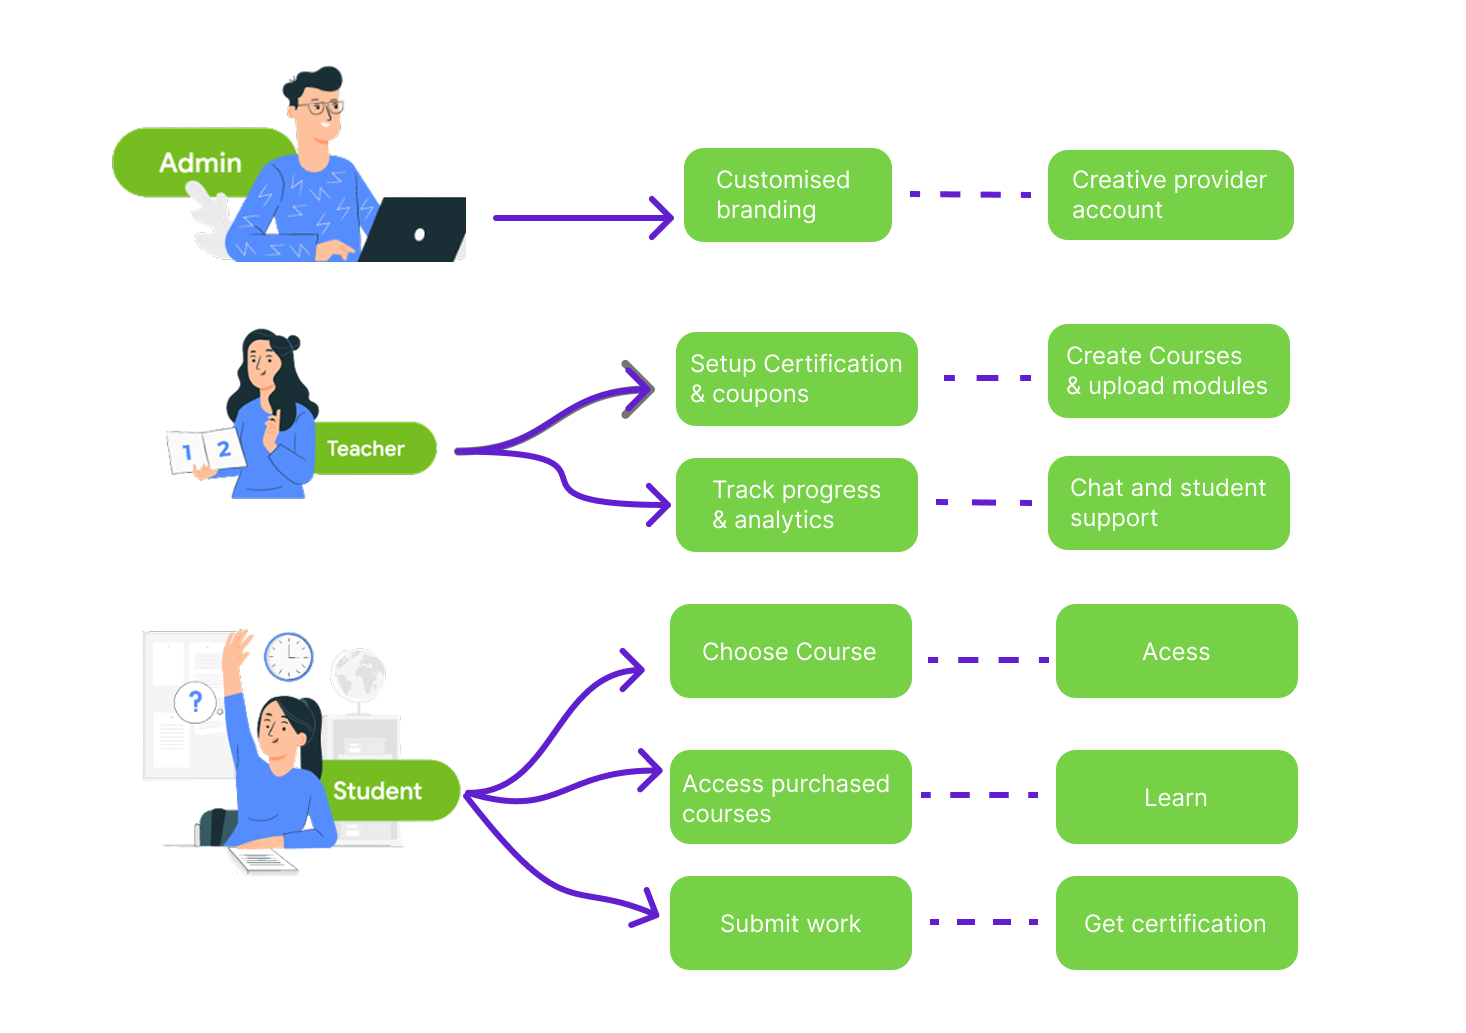 Admin
Customised
branding
Creative provider
account
Teacher
1 2
Setup Certification
& coupons
Create Courses
& upload modules
Track progress
& analytics
Chat and student
support
?
Student
Choose Course
Acess
Access purchased
courses
Learn
Submit work
Get certification